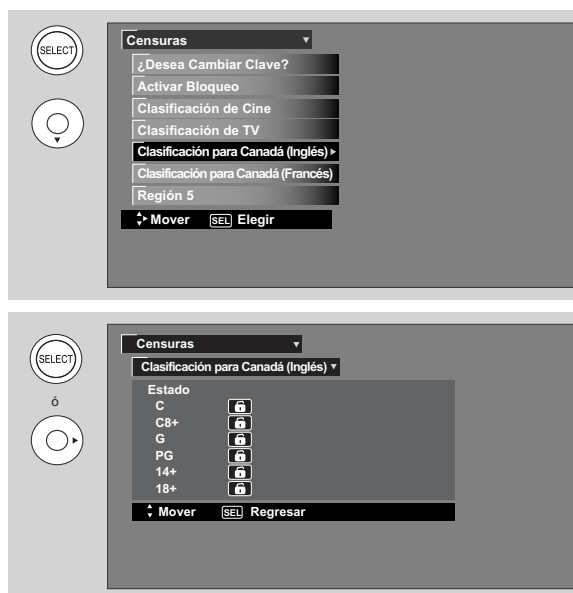 SELECT
Censuras
¿Desea Cambiar Clave?
Activar Bloqueo
Clasificación de Cine
Clasificación de TV
Clasificación para Canadá (Inglés)
Clasificación para Canadá (Francés)
Región 5
Mover SEL Elegir
SELECT
ó
Censuras
Clasificación para Canadá (Inglés)
Estado
C
C8+
G
PG
14+
18+
Mover SEL Regresar